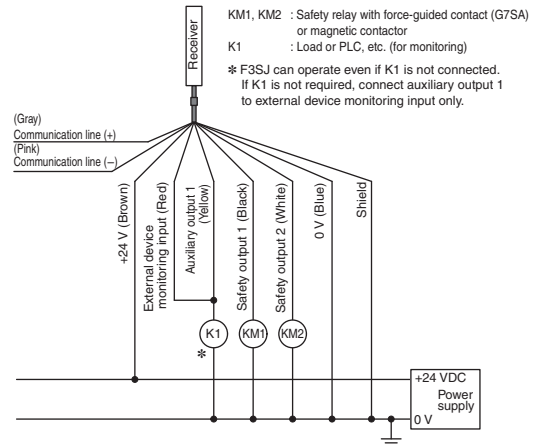 Receiver
KM1, KM2 : Safety relay with force-guided contact (G7SA)
or magnetic contactor
K1 : Load or PLC, etc. (for monitoring)
* F3SJ can operate even if K1 is not connected.
If K1 is not required, connect auxiliary output 1
to external device monitoring input only.
(Gray)
Communication line (+)
(Pink)
Communication line (−)
+24 V (Brown)
External device
monitoring input (Red)
Auxiliary output 1
(Yellow)
Safety output 1 (Black)
Safety output 2 (White)
0 V (Blue)
Shield
K1
*
KM1
KM2
+24 VDC
Power
supply
0 V